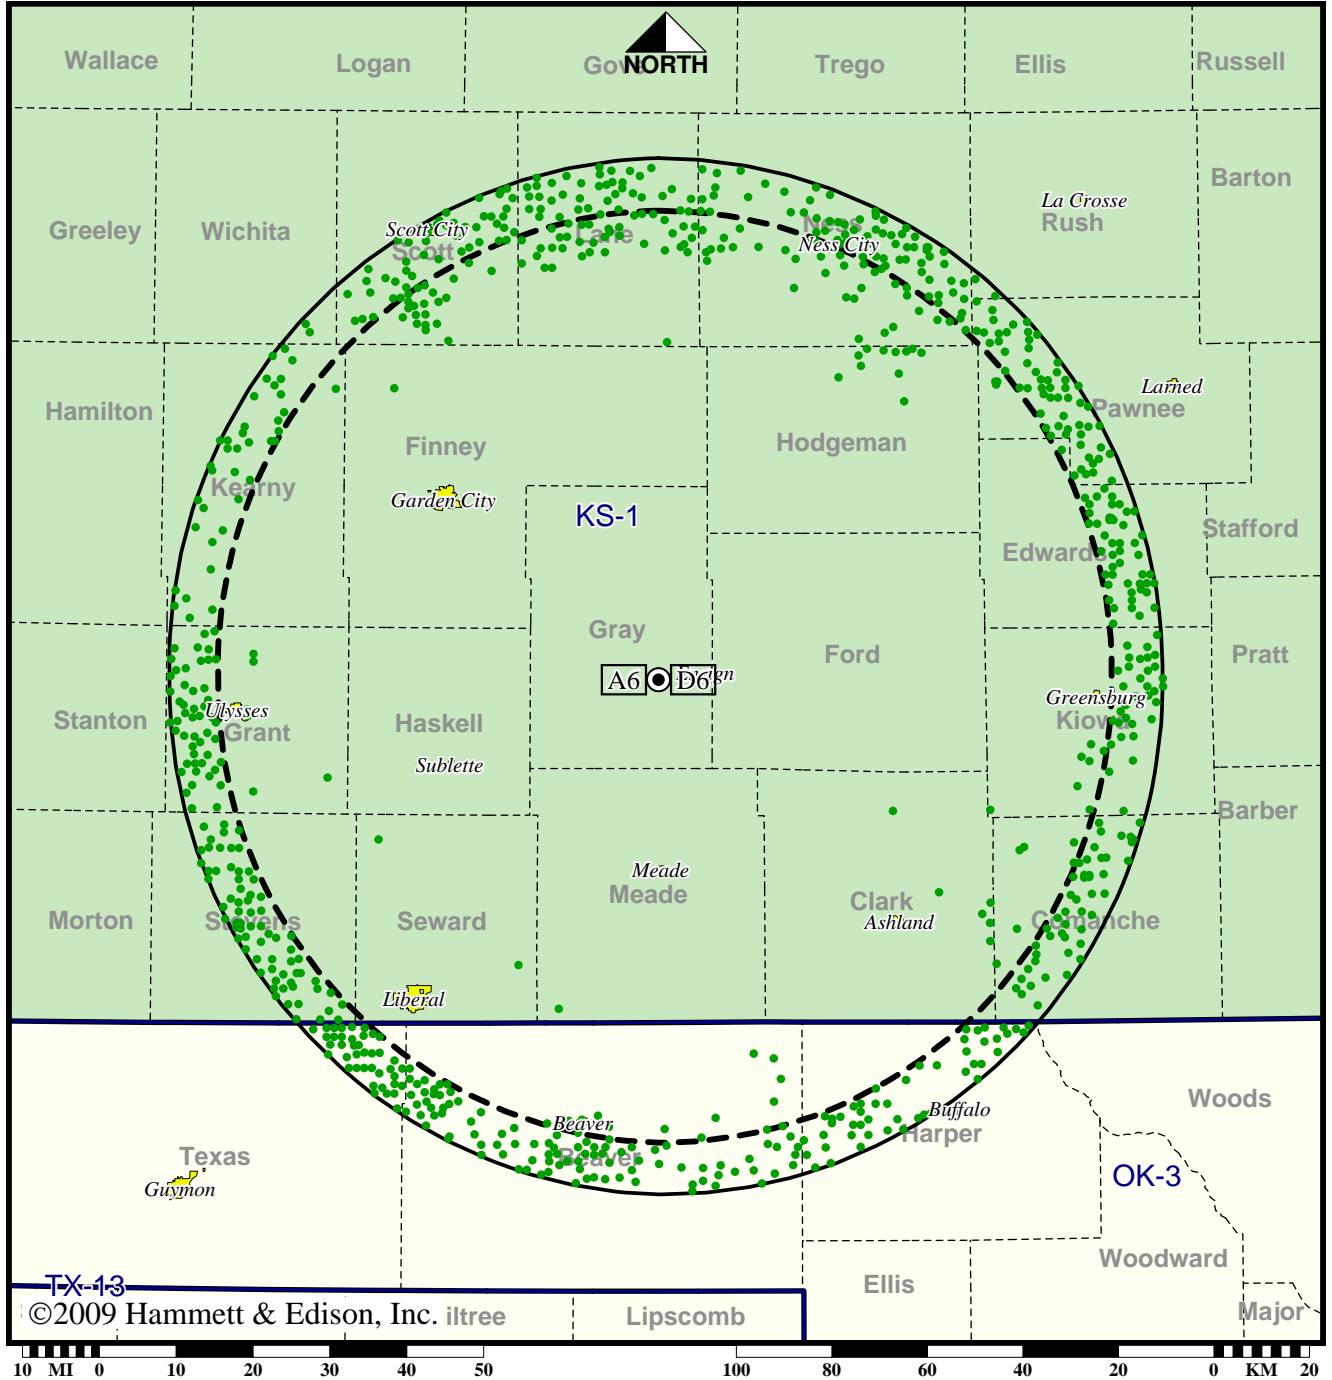 Wallace
Logan
NORTH
Trego
Ellis
Russell
Barton
La Crosse
Rush
Greeley
Wichita
Scott City
Scott
Lane
Ness
Ness City
Larned
Pawnee
Hamilton
Finney
Hodgeman
Kearny
Garden City
KS-1
Stafford
Edwards
Gray
Ford
Pratt
A6
D6
Greensburg
Kiowa
Stanton
Ulysses
Grant
Haskell
Sublette
Barber
Meade
Meade
Clark
Ashland
Comanche
Morton
Stevens
Seward
Liberal
Woods
Buffalo
Harper
Beaver
Beaver
Texas
Guymon
OK-3
Woodward
Ellis
Major
TX-13
©2009 Hammett & Edison, Inc.
iltree
Lipscomb
10 MI 0 10 20 30 40 50
100 80 60 40 20 0 KM 20